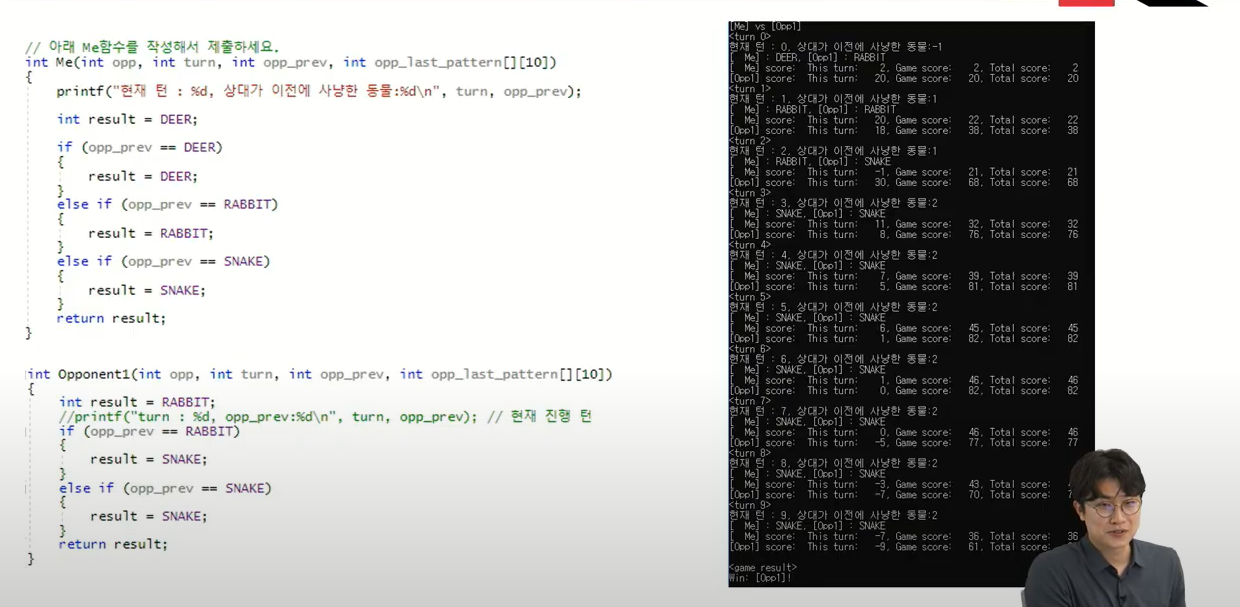 // 아래 Me함수를 작성해서 제출하세요.
int Me(int opp, int turn, int opp_prev, int opp_last_pattern[][10])
{
printf("현재 턴 : %d, 상대가 이전에 사냥한 동물:%d\n", turn, opp_prev);
int result = DEER;
if (opp_prev == DEER)
{
result = DEER;
}
else if (opp_prev == RABBIT)
{
result = RABBIT;
}
else if (opp_prev == SNAKE)
{
result = SNAKE;
}
return result;
}
int Opponent1(int opp, int turn, int opp_prev, int opp_last_pattern[][10])
{
int result = RABBIT;
//printf("turn : %d, opp_prev:%d\n", turn, opp_prev); // 현재 진행 턴
if (opp_prev == RABBIT)
{
result = SNAKE;
}
else if (opp_prev == SNAKE)
{
result = SNAKE;
}
return result;
}
[Me] vs [Opp1]
<turn 0>
현재 턴 : 0, 상대가 이전에 사냥한 동물:-1
[ Me] : DEER, [Opp1] : RABBIT
[ Me] score: This turn: 2, Game score: 2, Total score: 2
[Opp1] score: This turn: 20, Game score: 20, Total score: 20
<turn 1>
현재 턴 : 1, 상대가 이전에 사냥한 동물:1
[ Me] : RABBIT, [Opp1] : RABBIT
[ Me] score: This turn: 20, Game score: 22, Total score: 22
[Opp1] score: This turn: 18, Game score: 38, Total score: 38
<turn 2>
현재 턴 : 2, 상대가 이전에 사냥한 동물:1
[ Me] : RABBIT, [Opp1] : SNAKE
[ Me] score: This turn: -1, Game score: 21, Total score: 21
[Opp1] score: This turn: 30, Game score: 68, Total score: 68
<turn 3>
현재 턴 : 3, 상대가 이전에 사냥한 동물:2
[ Me] : SNAKE, [Opp1] : SNAKE
[ Me] score: This turn: 11, Game score: 32, Total score: 32
[Opp1] score: This turn: 8, Game score: 76, Total score: 76
<turn 4>
현재 턴 : 4, 상대가 이전에 사냥한 동물:2
[ Me] : SNAKE, [Opp1] : SNAKE
[ Me] score: This turn: 7, Game score: 39, Total score: 39
[Opp1] score: This turn: 5, Game score: 81, Total score: 81
<turn 5>
현재 턴 : 5, 상대가 이전에 사냥한 동물:2
[ Me] : SNAKE, [Opp1] : SNAKE
[ Me] score: This turn: 6, Game score: 45, Total score: 45
[Opp1] score: This turn: 1, Game score: 82, Total score: 82
<turn 6>
현재 턴 : 6, 상대가 이전에 사냥한 동물:2
[ Me] : SNAKE, [Opp1] : SNAKE
[ Me] score: This turn: 1, Game score: 46, Total score: 46
[Opp1] score: This turn: 0, Game score: 82, Total score: 82
<turn 7>
현재 턴 : 7, 상대가 이전에 사냥한 동물:2
[ Me] : SNAKE, [Opp1] : SNAKE
[ Me] score: This turn: 0, Game score: 46, Total score: 46
[Opp1] score: This turn: -5, Game score: 77, Total score: 77
<turn 8>
현재 턴 : 8, 상대가 이전에 사냥한 동물:2
[ Me] : SNAKE, [Opp1] : SNAKE
[ Me] score: This turn: -3, Game score: 43, Total score:
[Opp1] score: This turn: -7, Game score: 70, Total score:
<turn 9>
현재 턴 : 9, 상대가 이전에 사냥한 동물:2
[ Me] : SNAKE, [Opp1] : SNAKE
[ Me] score: This turn: -7, Game score: 36, Total score: 36
[Opp1] score: This turn: -9, Game score: 61, Total score:
<game result>
Win: [Opp1]!